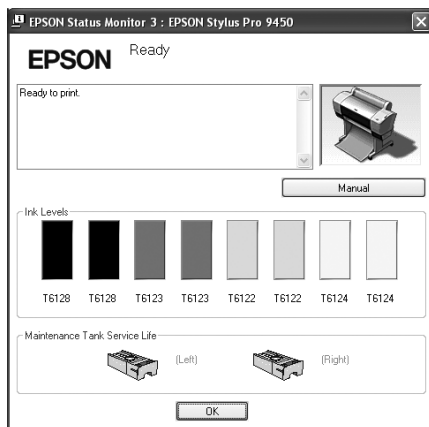 EPSON Status Monitor 3 : EPSON Stylus Pro 9450
EPSON Ready
Ready to print.
Manual
Ink Levels
T6128 T6128 T6123 T6123 T6122 T6122 T6124 T6124
Maintenance Tank Service Life
(Left) (Right)
OK